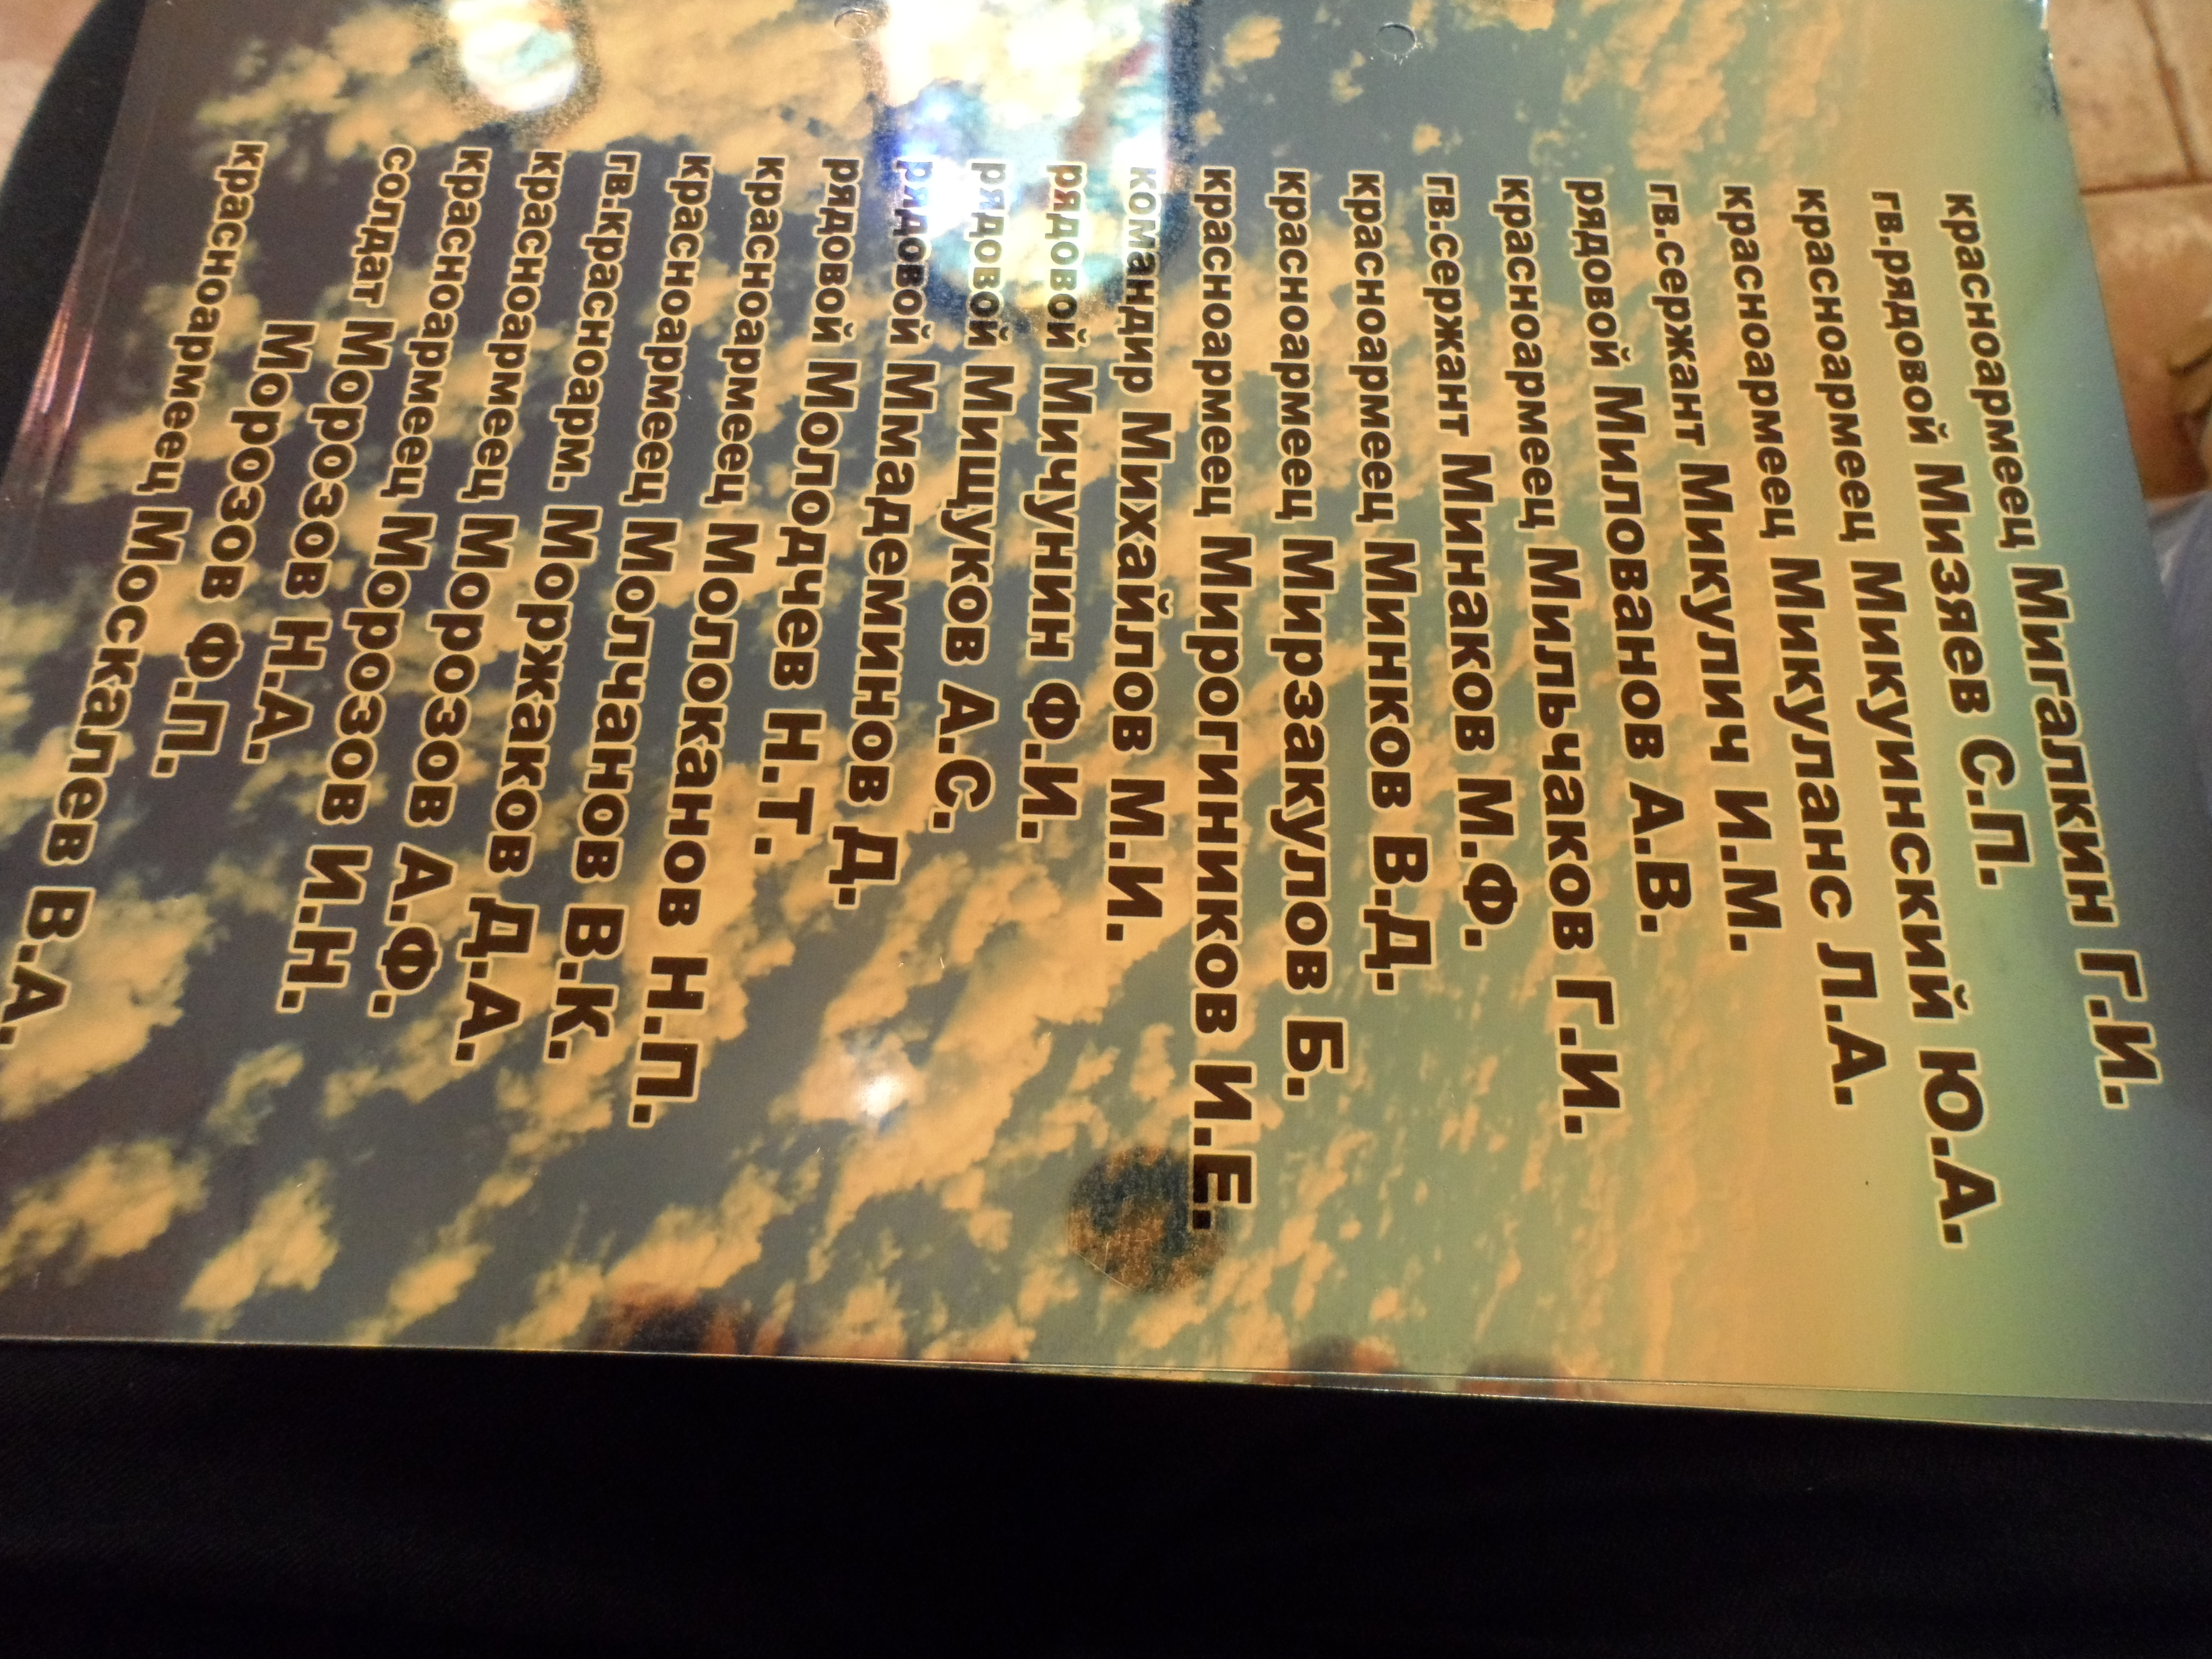 красноармеец Мигалкин Г.И.
гв.рядовой Мизяев С.П.
красноармеец Микуинский Ю.А.
красноармеец Микуланс Л.А.
гв.сержант Микулич И.М.
рядовой Милованов А.В.
красноармеец Мильчаков Г.И.
гв.сержант Минаков М.Ф.
красноармеец Минков В.Д.
красноармеец Мирзакулов Б.
красноармеец Мирогиников И.Е.
командир Михайлов М.И.
рядовой Мичунин Ф.И.
рядовой Мищуков А.С.
рядовой Ммадеминов Д.
рядовой Молодчев Н.Т.
красноармеец Молоканов Н.П.
красноармеец Молчанов В.К.
гв.красноарм. Моржаков Д.А.
красноармеец Морозов А.Ф.
красноармеец Морозов И.Н.
солдат Морозов Н.А.
Морозов Ф.П.
красноармеец Москалев В.А.